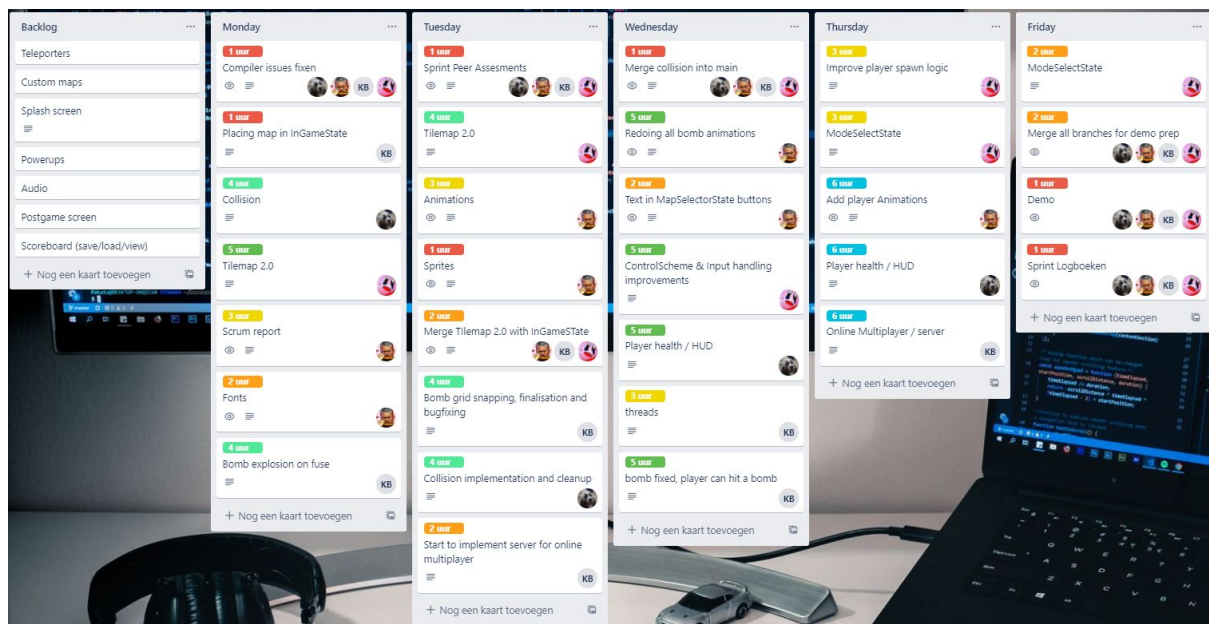 Backlog
Teleporters
Custom maps
Splash screen
Powerups
Audio
Postgame screen
Scoreboard (save/load/view)
+ Nog een kaart toevoegen
Monday
1 uur
Compiler issues fixen
KB
1 uur
Placing map in InGameState
KB
4 uur
Collision
5 uur
Tilemap 2.0
3 uur
Scrum report
2 uur
Fonts
4 uur
Bomb explosion on fuse
KB
+ Nog een kaart toevoegen
Tuesday
1 uur
Sprint Peer Assesments
KB
4 uur
Tilemap 2.0
3 uur
Animations
1 uur
Sprites
2 uur
Merge TIlemap 2.0 with InGameSTate
KB
4 uur
Bomb grid snapping, finalisation and
bugfixing
KB
4 uur
Collision implementation and cleanup
2 uur
Start to implement server for online
multiplayer
KB
+ Nog een kaart toevoegen
Wednesday
1 uur
Merge collision into main
KB
5 uur
Redoing all bomb animations
2 uur
Text in MapSelectorState buttons
5 uur
ControlScheme & Input handling
improvements
5 uur
Player health / HUD
3 uur
threads
KB
5 uur
bomb fixed, player can hit a bomb
KB
+ Nog een kaart toevoegen
Thursday
3 uur
Improve player spawn logic
3 uur
ModeSelectState
6 uur
Add player Animations
6 uur
Player health / HUD
6 uur
Online Multiplayer / server
KB
+ Nog een kaart toevoegen
Friday
2 uur
ModeSelectState
2 uur
Merge all branches for demo prep
KB
1 uur
Demo
KB
1 uur
Sprint Logboeken
KB
+ Nog een kaart toevoegen